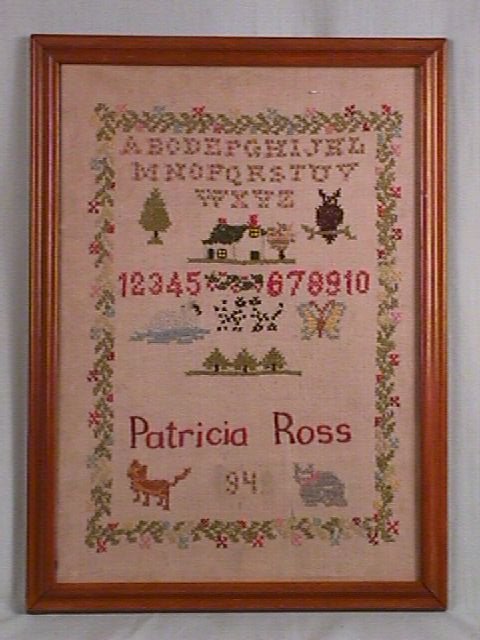 ABCDEFGHIJKL
MNOPQRSTUV
WXYZ
12345 678910
Patricia Ross
94